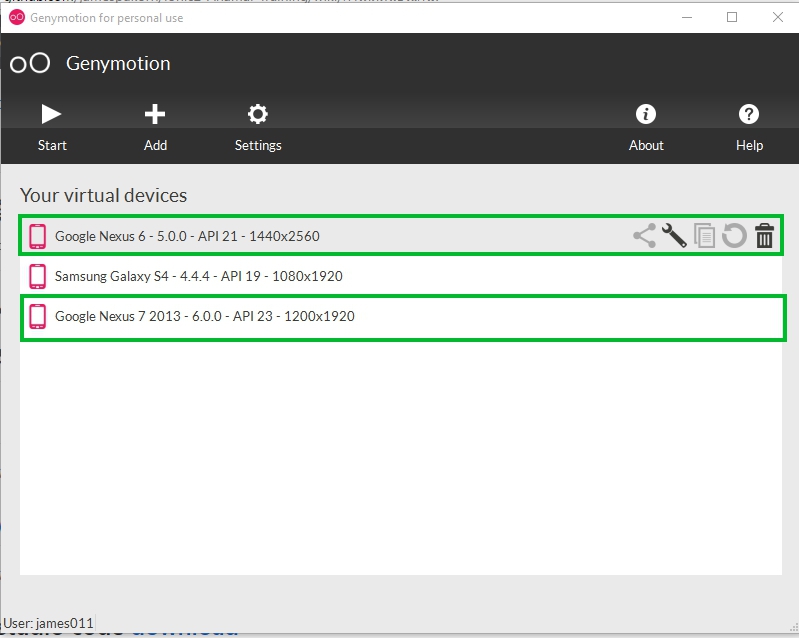 Genymotion for personal use
Genymotion
Start Add Settings About Help
Your virtual devices
Google Nexus 6 - 5.0.0 - API 21 - 1440x2560
Samsung Galaxy S4 - 4.4.4 - API 19 - 1080x1920
Google Nexus 7 2013 - 6.0.0 - API 23 - 1200x1920
User: james011